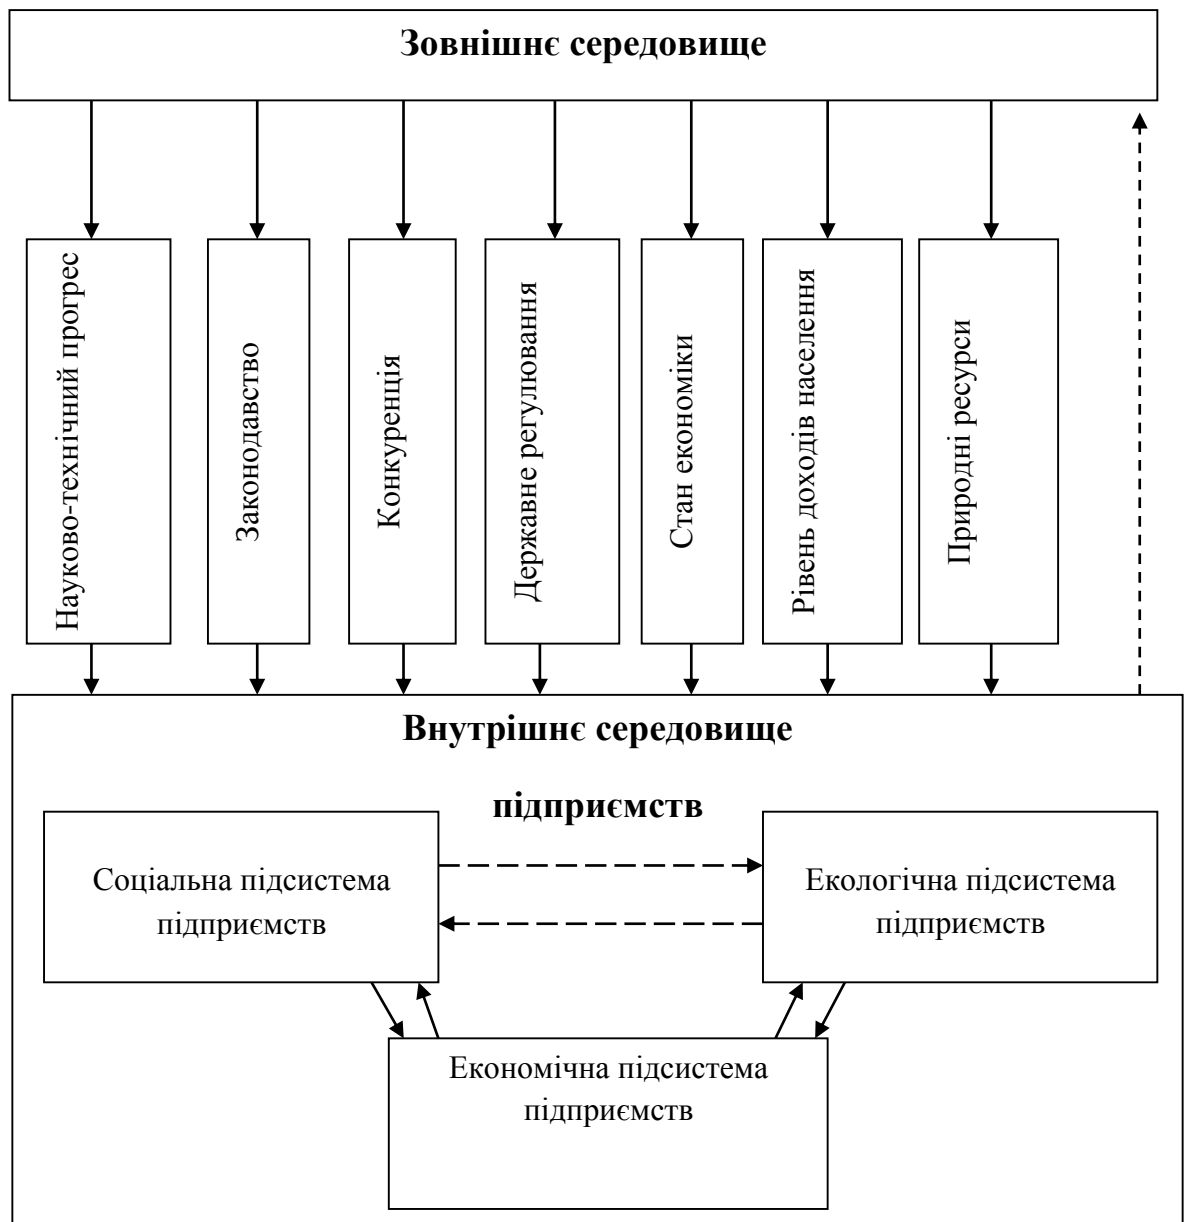 Зовнішнє середовище
Науково-технічний прогрес
Законодавство
Конкуренція
Державне регулювання
Стан економіки
Рівень доходів населення
Природні ресурси
Внутрішнє середовище
підприємств
Соціальна підсистема
підприємств
Екологічна підсистема
підприємств
Економічна підсистема
підприємств